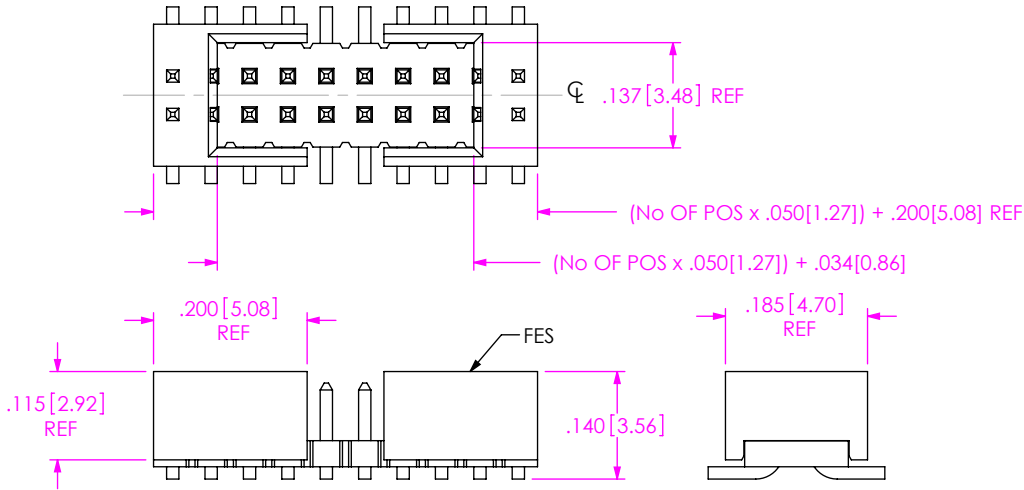 ℄ .137[3.48] REF
(No OF POS x .050[1.27]) + .200[5.08] REF
(No OF POS x .050[1.27]) + .034[0.86]
.200[5.08]
REF
.185[4.70]
REF
FES
.115[2.92]
REF
.140[3.56]